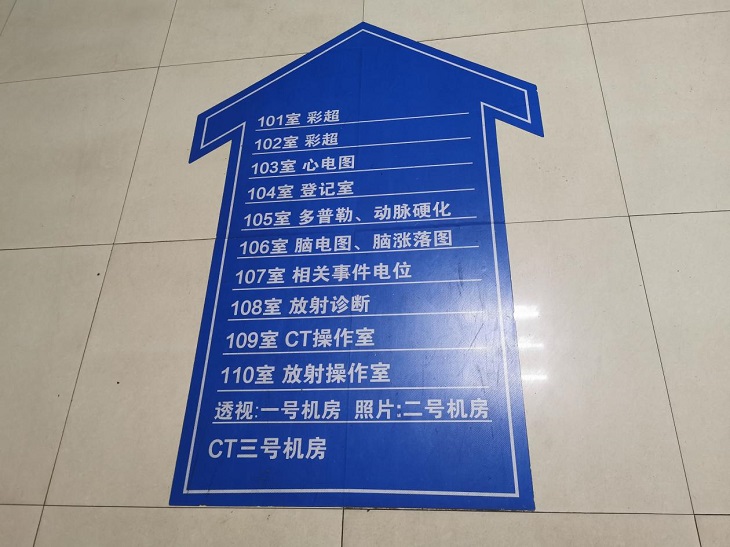 101室 彩超
102室 彩超
103室 心电图
104室 登记室
105室 多普勒、动脉硬化
106室 脑电图、脑涨落图
107室 相关事件电位
108室 放射诊断
109室 CT操作室
110室 放射操作室
透视:一号机房 照片:二号机房
CT三号机房